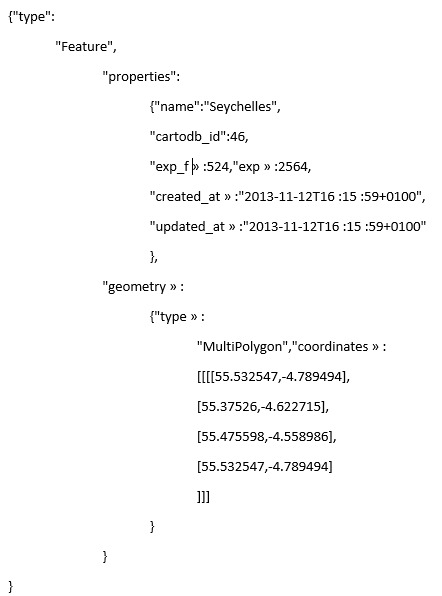 {"type":
"Feature",
"properties":
{"name":"Seychelles",
"cartodb_id":46,
"exp_f » :524,"exp » :2564,
"created_at » :"2013-11-12T16 :15 :59+0100",
"updated_at » :"2013-11-12T16 :15 :59+0100"
},
"geometry » :
{"type » :
"MultiPolygon","coordinates » :
[[[[55.532547,-4.789494],
[55.37526,-4.622715],
[55.475598,-4.558986],
[55.532547,-4.789494]
]]]
}
}
}